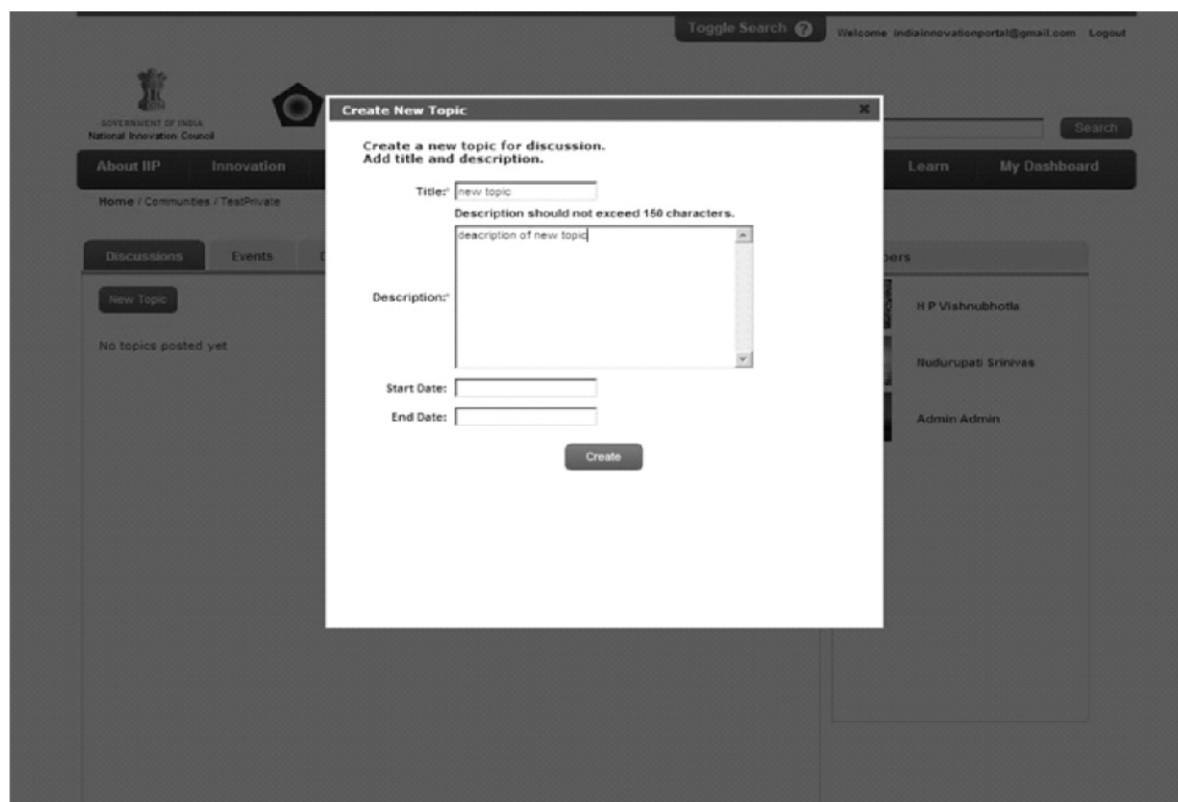 Toggle Search ?
Welcome indiainnovationportal@gmail.com Logout
GOVERNMENT OF INDIA
National Innovation Council
Search
About IIP Innovation Learn My Dashboard
Home / Communities / TestPrivate
Create New Topic
Create a new topic for discussion.
Add title and description.
Title:* new topic
Description should not exceed 150 characters.
Description:* deacription of new topic
Start Date:
End Date:
Create
Discussions Events
New Topic
No topics posted yet
H P Vishnubhotla
Nudurupati Srinivas
Admin Admin